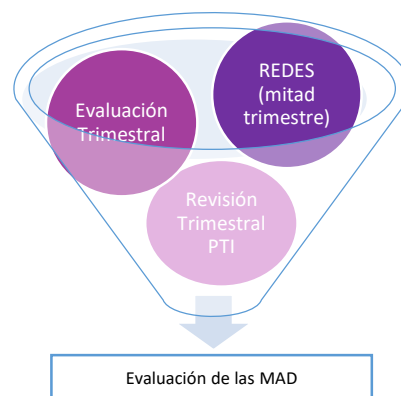 REDES
(mitad
trimestre)
Evaluación
Trimestral
Revisión
Trimestral
PTI
Evaluación de las MAD